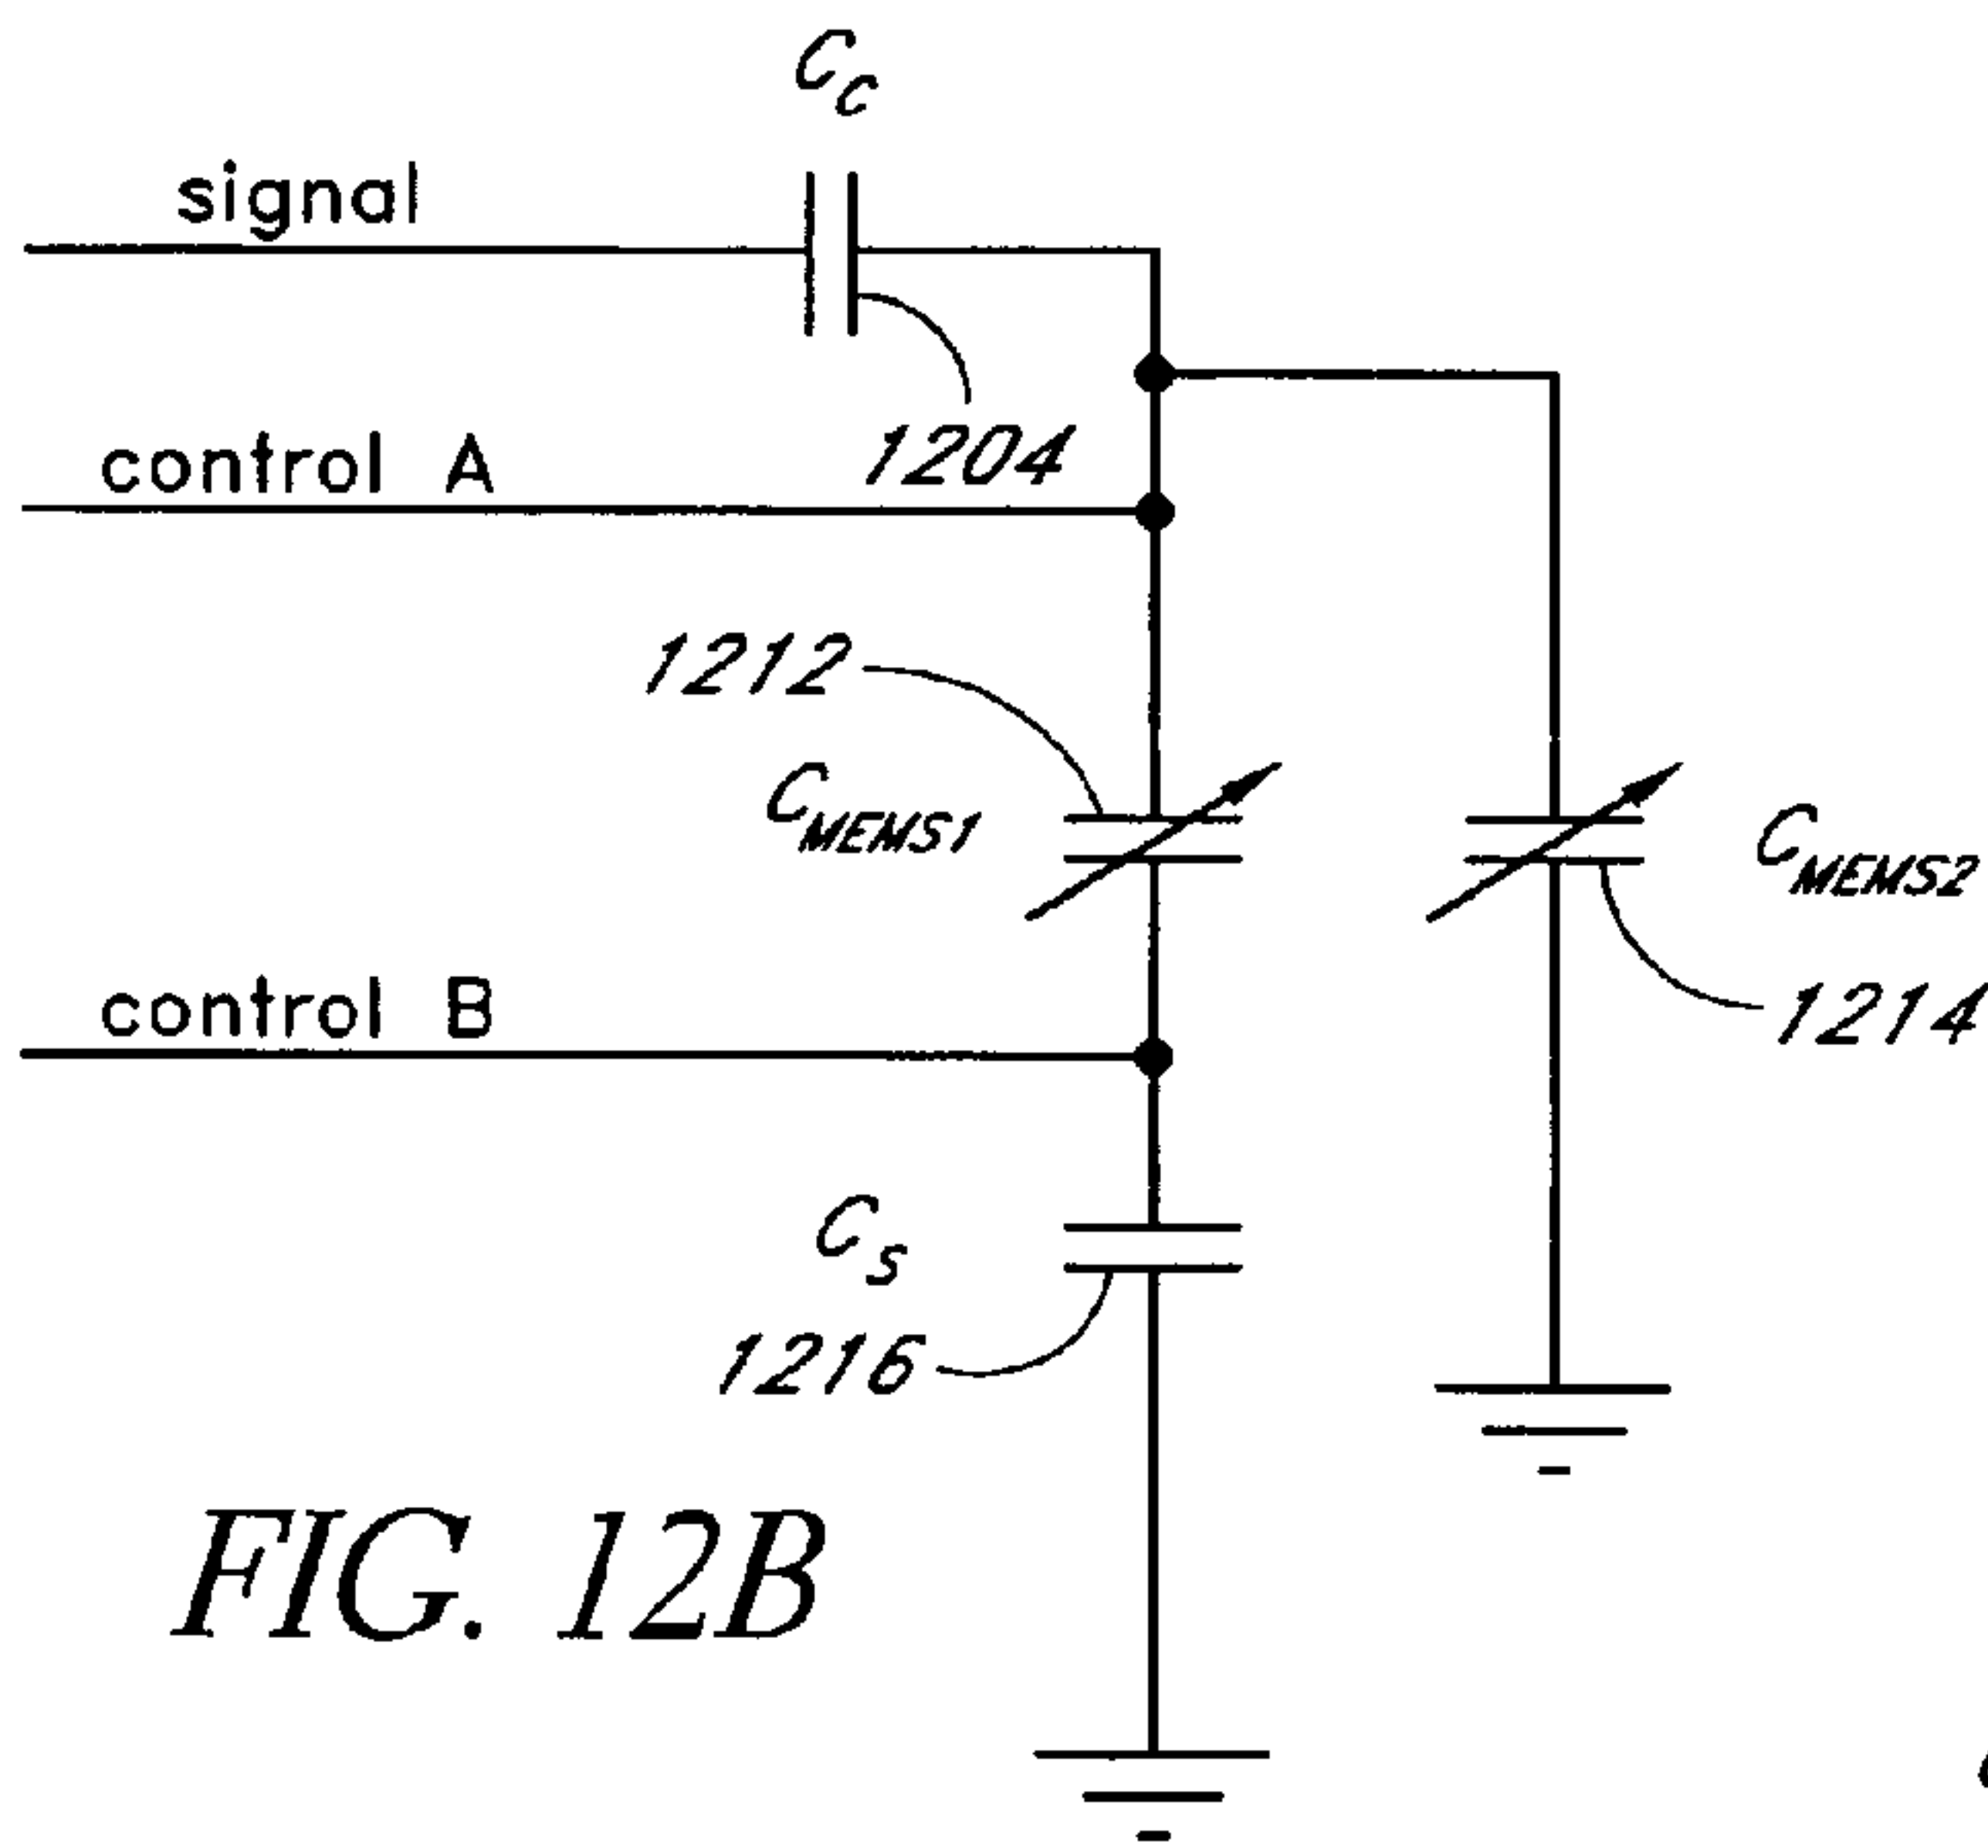 C_C
signal
1204
control A
1212
C_MEMS1
C_MEMS2
control B
1214
C_S
1216
FIG. 12B